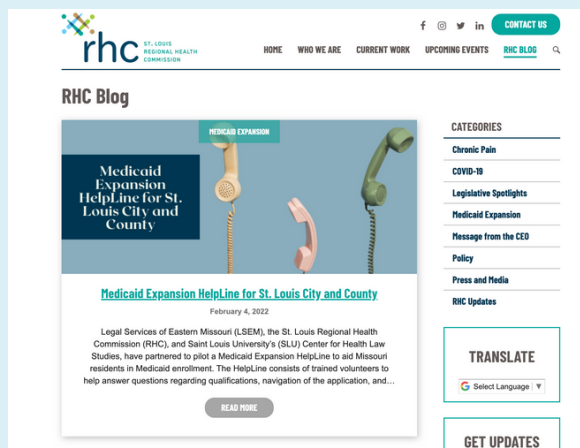 CONTACT US
rhc
ST. LOUIS
REGIONAL HEALTH
COMMISSION
HOME WHO WE ARE CURRENT WORK UPCOMING EVENTS RHC BLOG
RHC Blog
MEDICAID EXPANSION
Medicaid
Expansion
HelpLine for St.
Louis City and
County
Medicaid Expansion HelpLine for St. Louis City and County
February 4, 2022
Legal Services of Eastern Missouri (LSEM), the St. Louis Regional Health
Commission (RHC), and Saint Louis University's (SLU) Center for Health Law
Studies, have partnered to pilot a Medicaid Expansion HelpLine to aid Missouri
residents in Medicaid enrollment. The HelpLine consists of trained volunteers to
help answer questions regarding qualifications, navigation of the application, and…
READ MORE
CATEGORIES
Chronic Pain
COVID-19
Legislative Spotlights
Medicaid Expansion
Message from the CEO
Policy
Press and Media
RHC Updates
TRANSLATE
G Select Language ▼
GET UPDATES